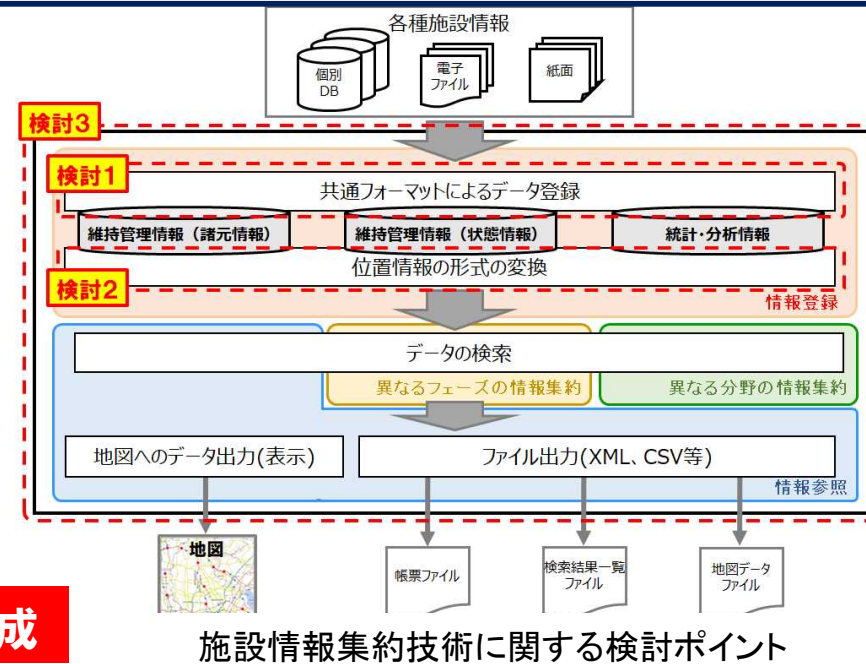 各種施設情報
個別
DB
電子
ファイル
紙面
検討3
検討1
共通フォーマットによるデータ登録
維持管理情報（諸元情報）
維持管理情報（状態情報）
統計・分析情報
位置情報の形式の変換
検討2
情報登録
データの検索
異なるフェーズの情報集約
異なる分野の情報集約
地図へのデータ出力(表示)
ファイル出力(XML、CSV等)
情報参照
地図
帳票ファイル
検索結果一覧
ファイル
地図データ
ファイル
成
施設情報集約技術に関する検討ポイント